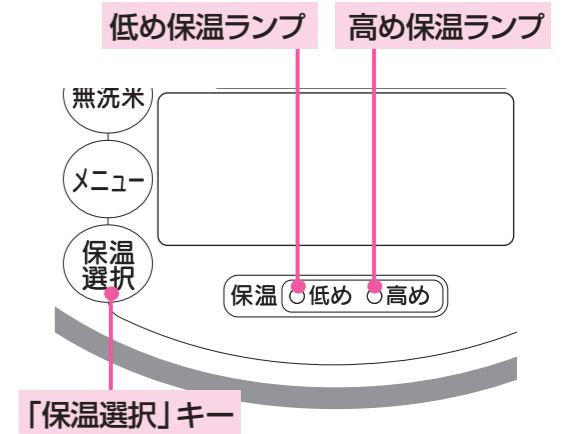 低め保温ランプ 高め保温ランプ
無洗米
メニュー
保温
選択
保温 低め 高め
「保温選択」キー